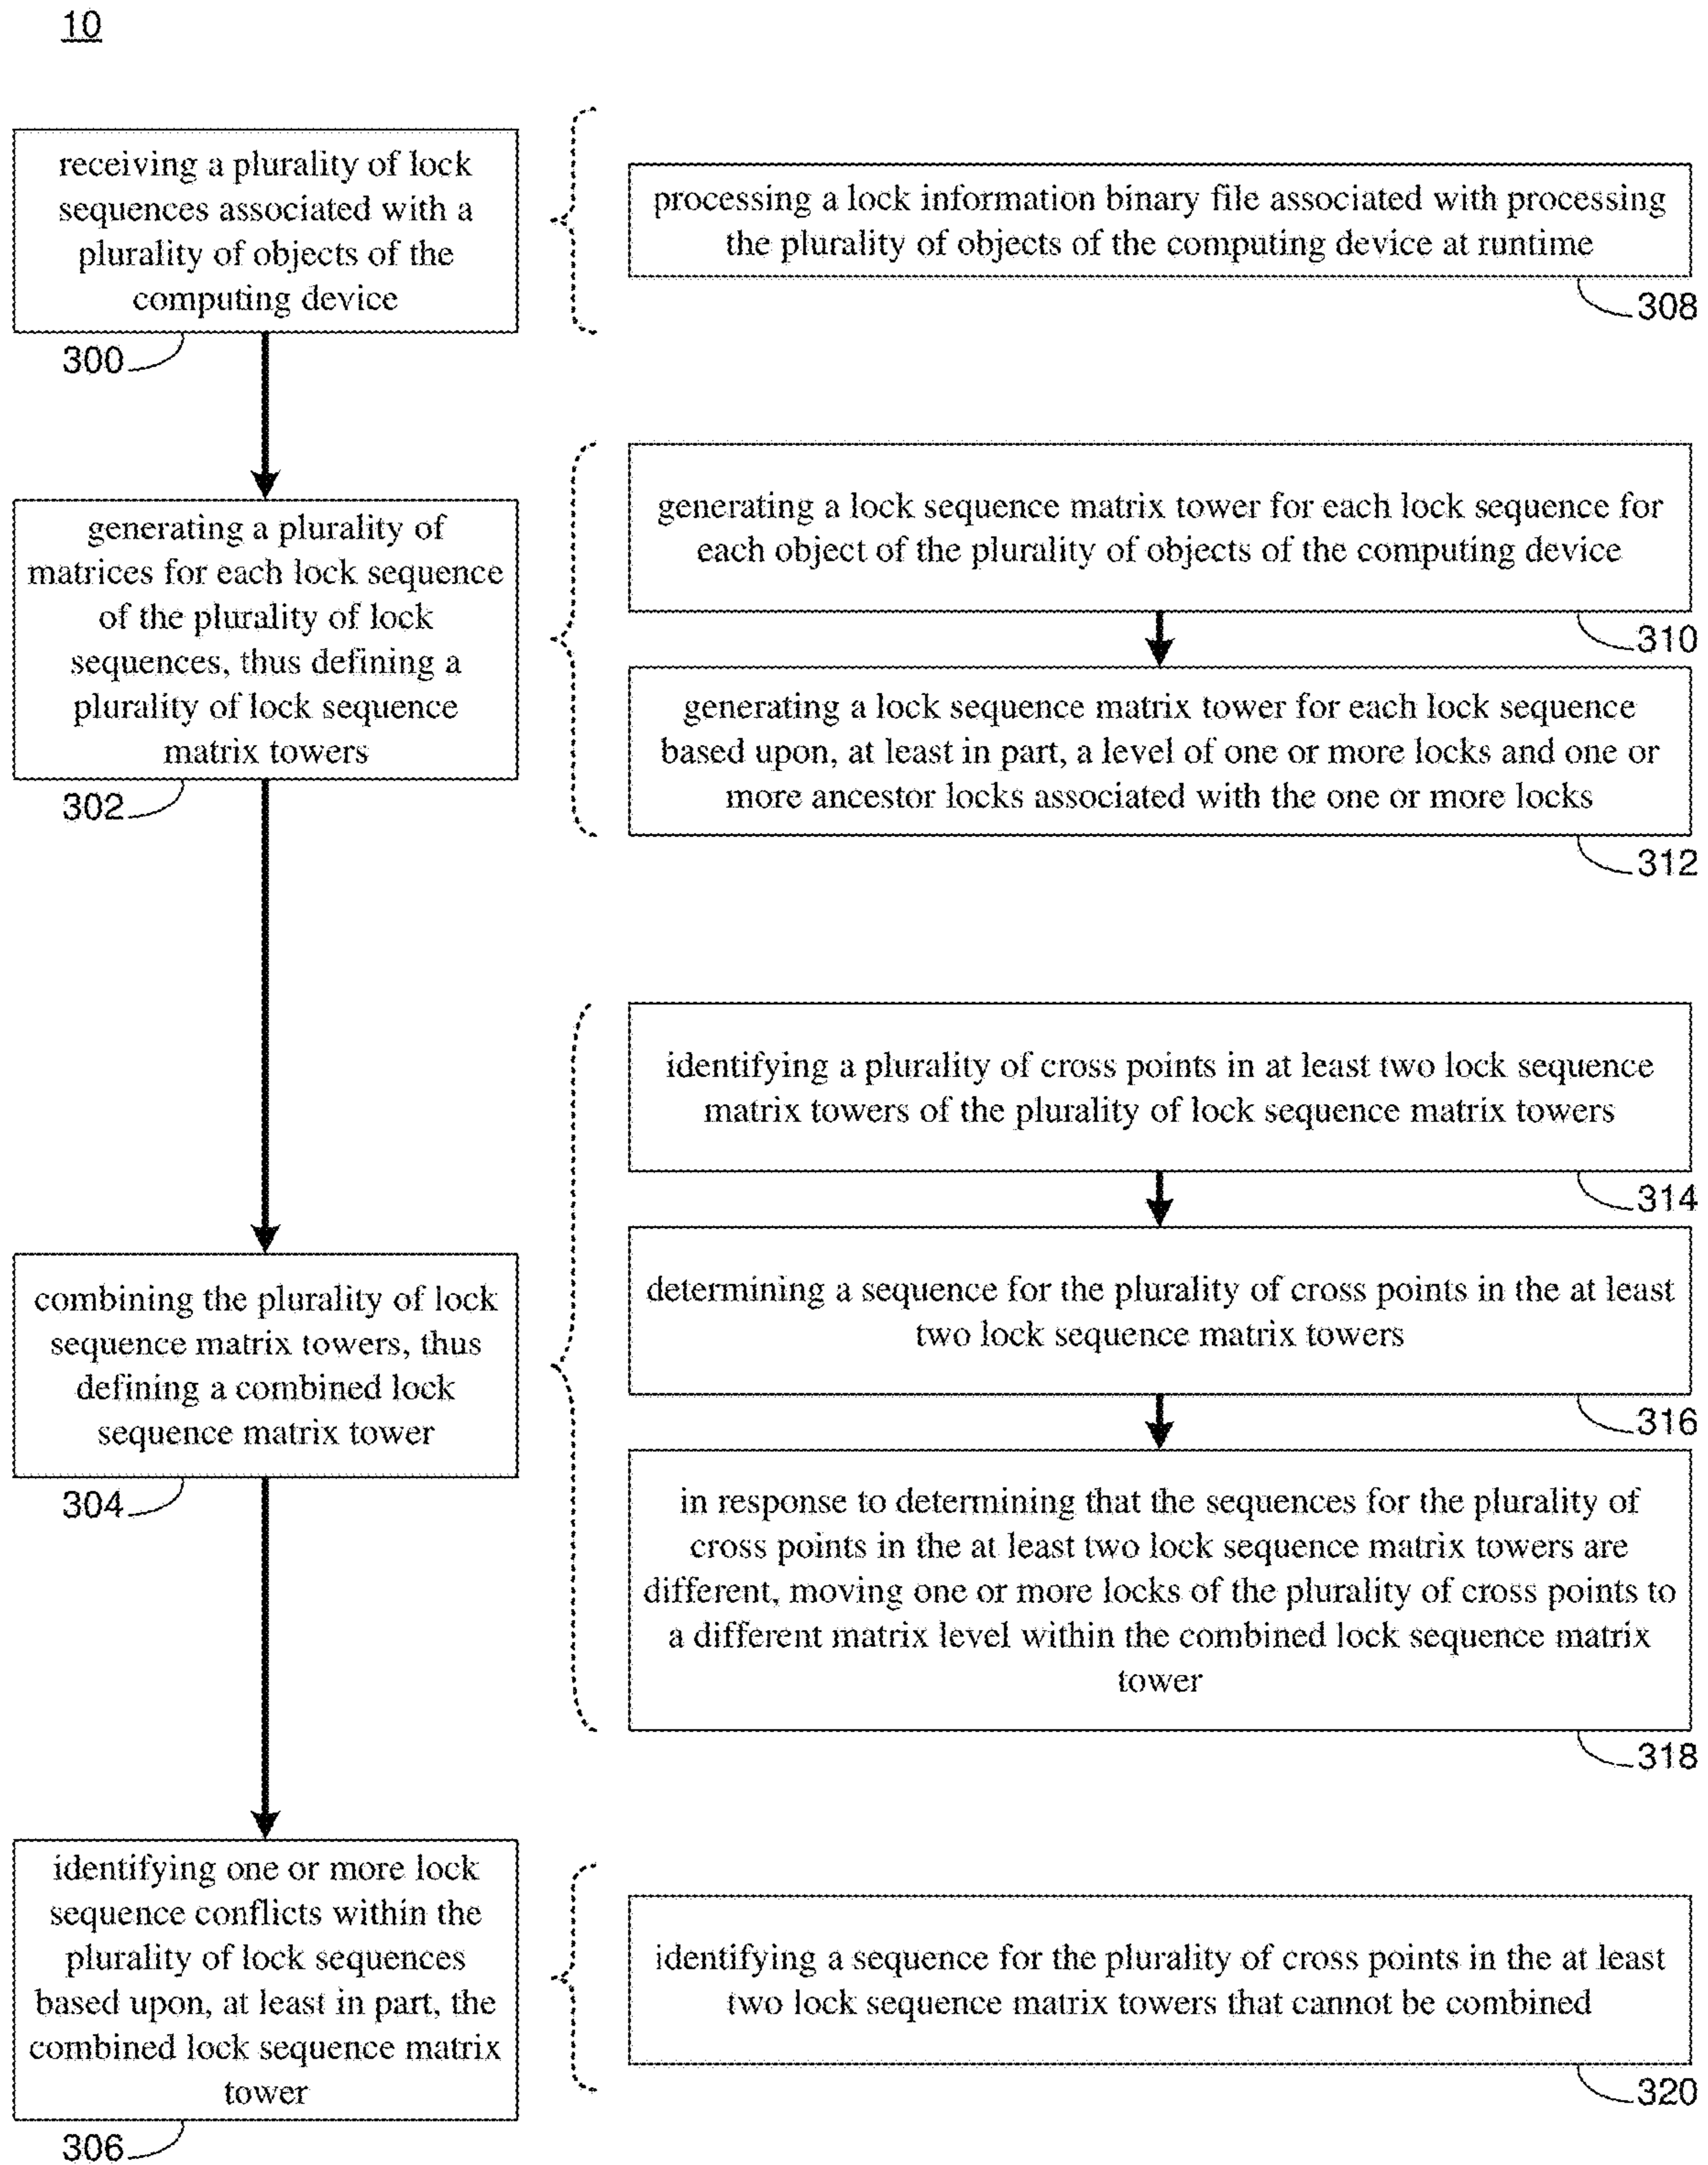 10
receiving a plurality of lock
sequences associated with a
plurality of objects of the
computing device
300
processing a lock information binary file associated with processing
the plurality of objects of the computing device at runtime
308
generating a plurality of
matrices for each lock sequence
of the plurality of lock
sequences, thus defining a
plurality of lock sequence
matrix towers
302
generating a lock sequence matrix tower for each lock sequence for
each object of the plurality of objects of the computing device
310
generating a lock sequence matrix tower for each lock sequence
based upon, at least in part, a level of one or more locks and one or
more ancestor locks associated with the one or more locks
312
combining the plurality of lock
sequence matrix towers, thus
defining a combined lock
sequence matrix tower
304
identifying a plurality of cross points in at least two lock sequence
matrix towers of the plurality of lock sequence matrix towers
314
determining a sequence for the plurality of cross points in the at least
two lock sequence matrix towers
316
in response to determining that the sequences for the plurality of
cross points in the at least two lock sequence matrix towers are
different, moving one or more locks of the plurality of cross points to
a different matrix level within the combined lock sequence matrix
tower
318
identifying one or more lock
sequence conflicts within the
plurality of lock sequences
based upon, at least in part, the
combined lock sequence matrix
tower
306
identifying a sequence for the plurality of cross points in the at least
two lock sequence matrix towers that cannot be combined
320